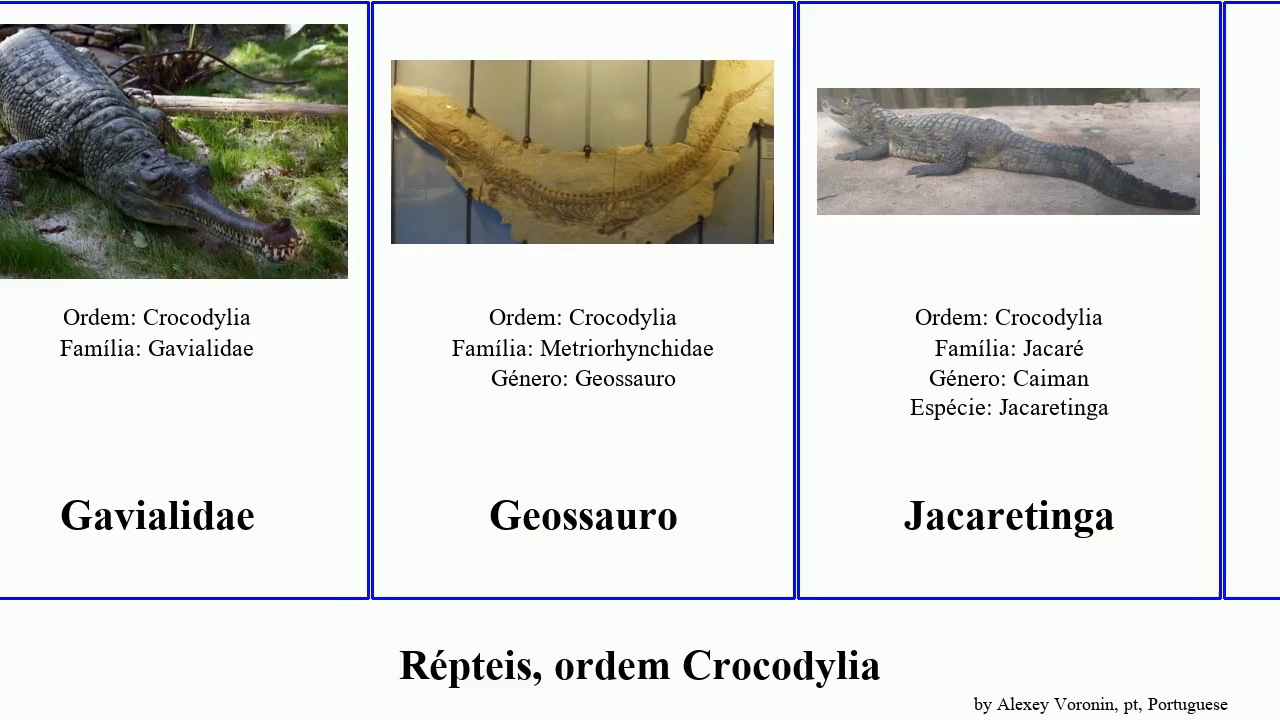 Ordem: Crocodylia
Família: Gavialidae
Gavialidae
Ordem: Crocodylia
Família: Metriorhynchidae
Género: Geossauro
Geossauro
Ordem: Crocodylia
Família: Jacaré
Género: Caiman
Espécie: Jacaretinga
Jacaretinga
Répteis, ordem Crocodylia
by Alexey Voronin, pt, Portuguese